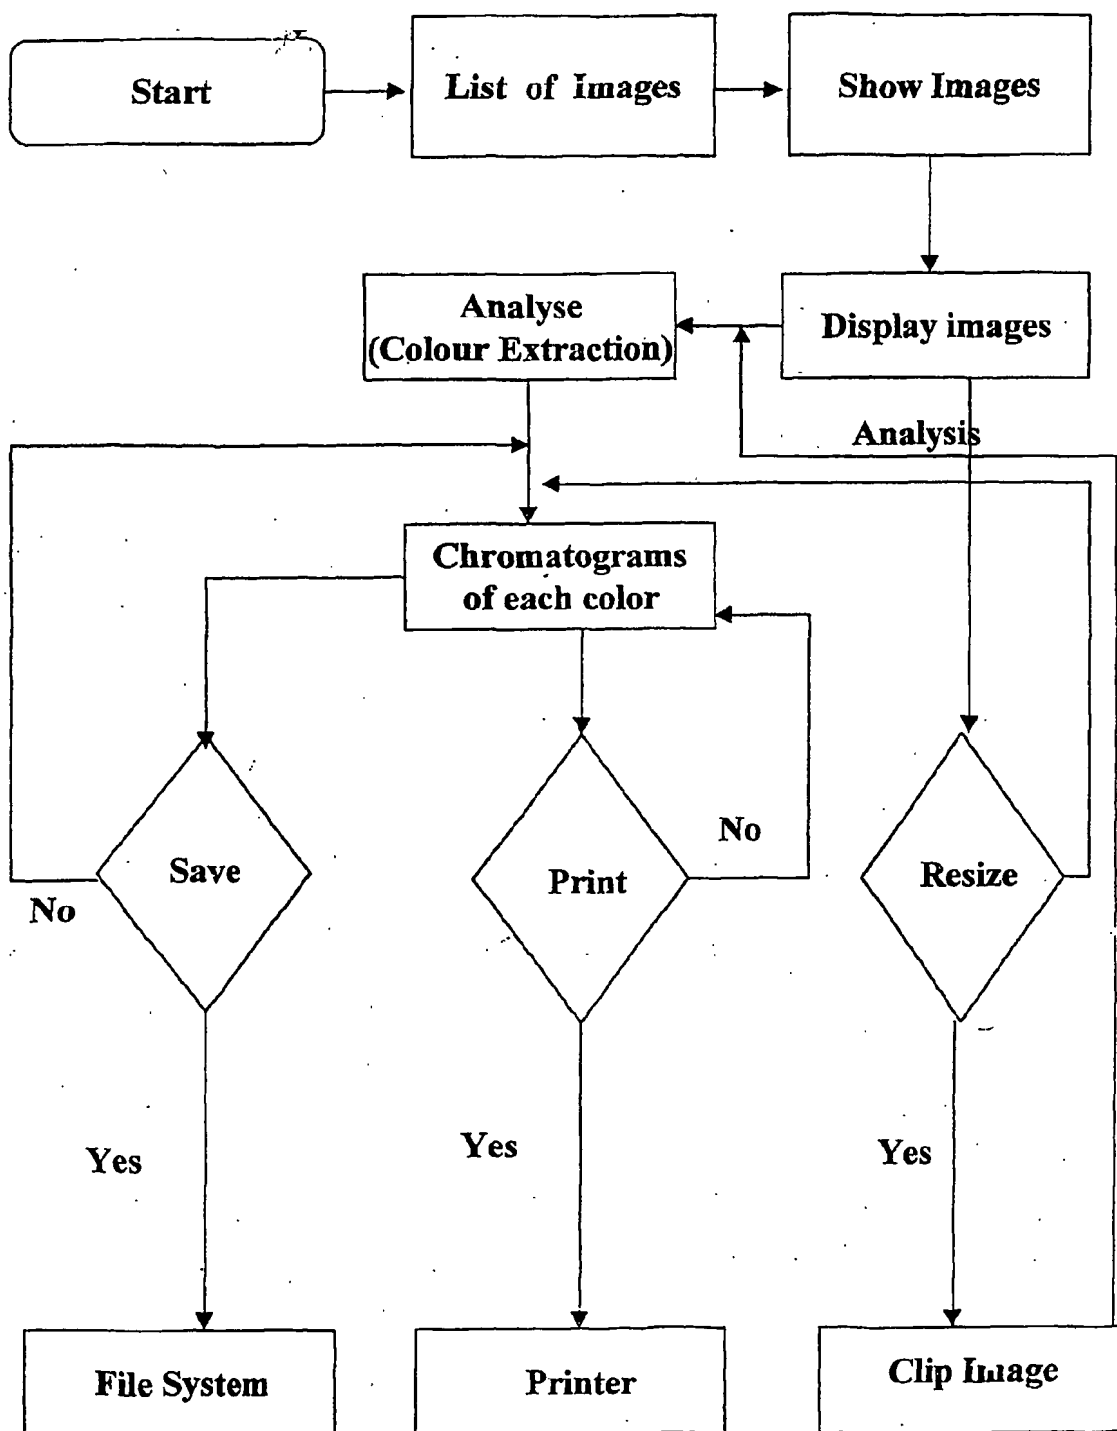 Start
List of Images
Show Images
Analyse
(Colour Extraction)
Display images
Analysis
Chromatograms
of each color
No
Save
Print
Resize
No
Yes
Yes
Yes
File System
Printer
Clip Image